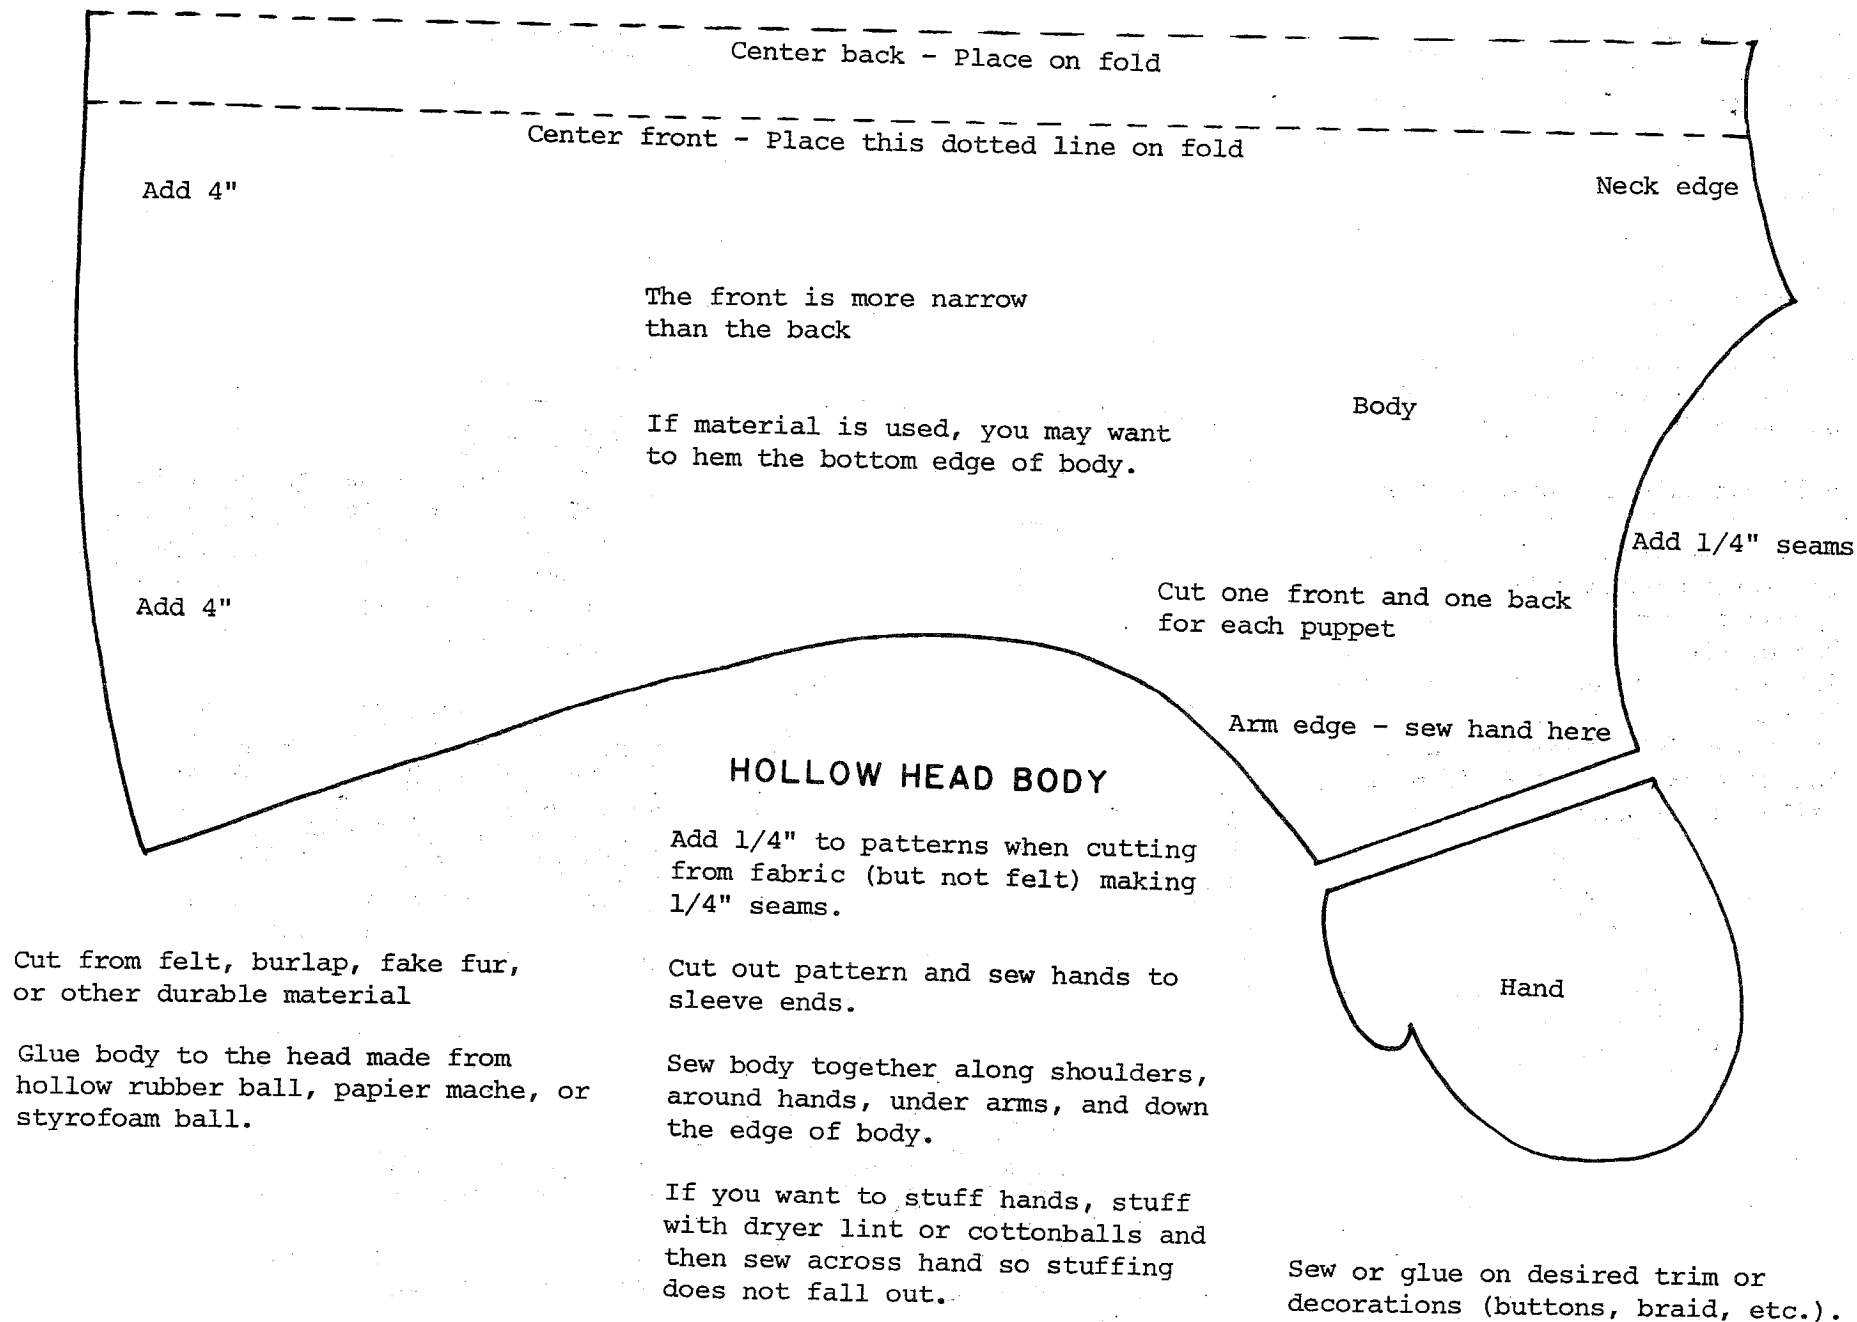 Center back - Place on fold
Center front - Place this dotted line on fold
Add 4"
Neck edge
The front is more narrow
than the back
Body
If material is used, you may want
to hem the bottom edge of body.
Add 1/4" seams
Add 4"
Cut one front and one back
for each puppet
Arm edge - sew hand here
HOLLOW HEAD BODY
Add 1/4" to patterns when cutting
from fabric (but not felt) making
1/4" seams.
Cut from felt, burlap, fake fur,
or other durable material
Cut out pattern and sew hands to
sleeve ends.
Hand
Glue body to the head made from
hollow rubber ball, papier mache, or
styrofoam ball.
Sew body together along shoulders,
around hands, under arms, and down
the edge of body.
If you want to stuff hands, stuff
with dryer lint or cottonballs and
then sew across hand so stuffing
does not fall out.
Sew or glue on desired trim or
decorations (buttons, braid, etc.).